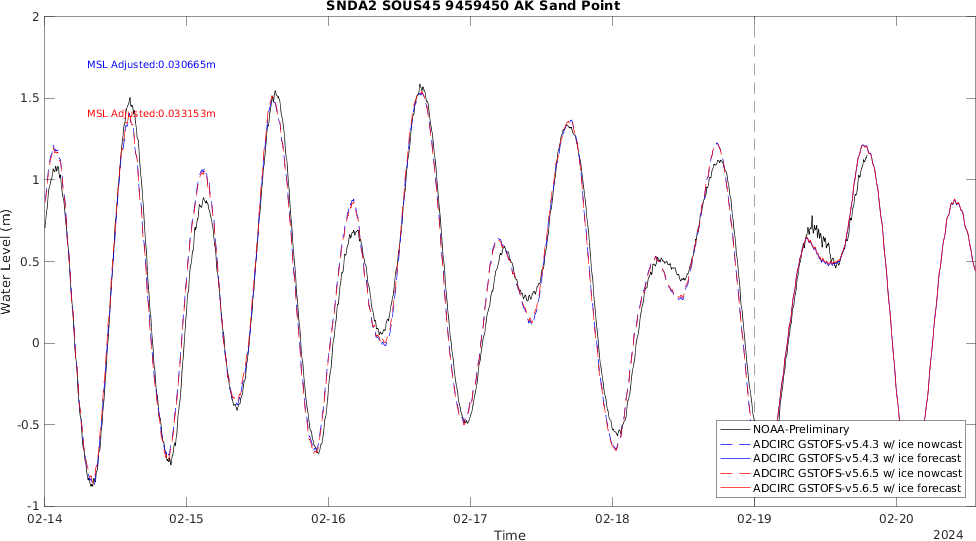 SNDA2 SOUS45 9459450 AK Sand Point
2
1.5
1
0.5
0
-0.5
-1
Water Level (m)
MSL Adjusted:0.030665m
MSL Adjusted:0.033153m
NOAA-Preliminary
ADCIRC GSTOFS-v5.4.3 w/ ice nowcast
ADCIRC GSTOFS-v5.4.3 w/ ice forecast
ADCIRC GSTOFS-v5.6.5 w/ ice nowcast
ADCIRC GSTOFS-v5.6.5 w/ ice forecast
02-14 02-15 02-16 02-17 02-18 02-19 02-20
Time
2024